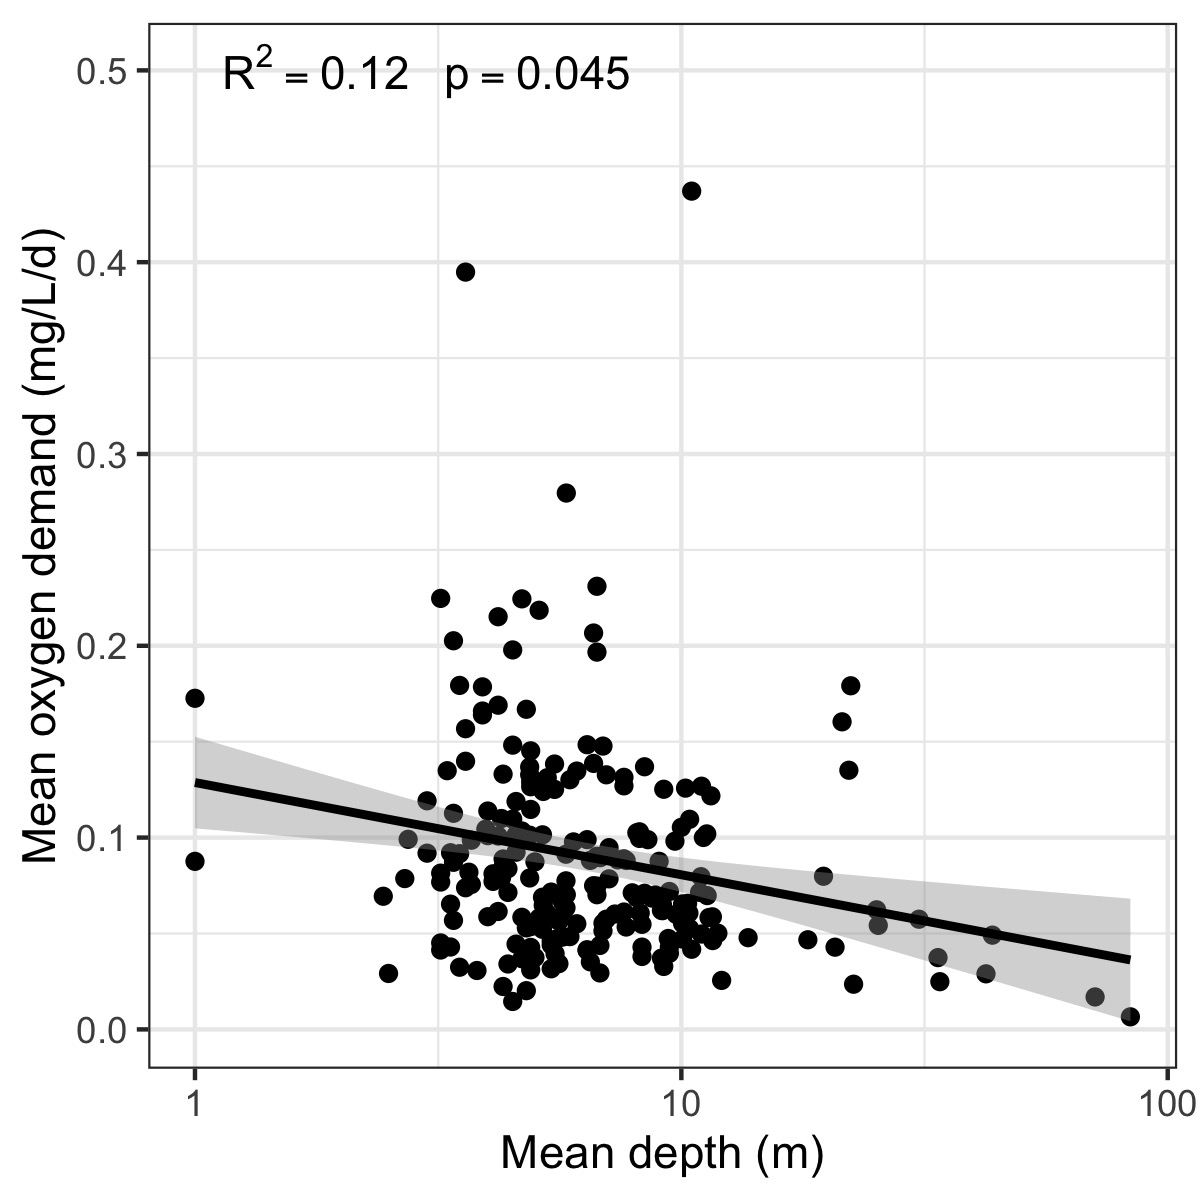 R² = 0.12 p = 0.045
0.5
0.4
0.3
0.2
0.1
0.0
Mean oxygen demand (mg/L/d)
1 10 100
Mean depth (m)